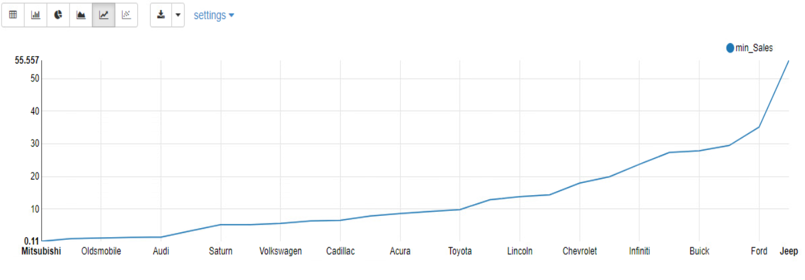 settings
min_Sales
55.557
50
40
30
20
10
0.11
Mitsubishi Oldsmobile Audi Saturn Volkswagen Cadillac Acura Toyota Lincoln Chevrolet Infiniti Buick Ford Jeep